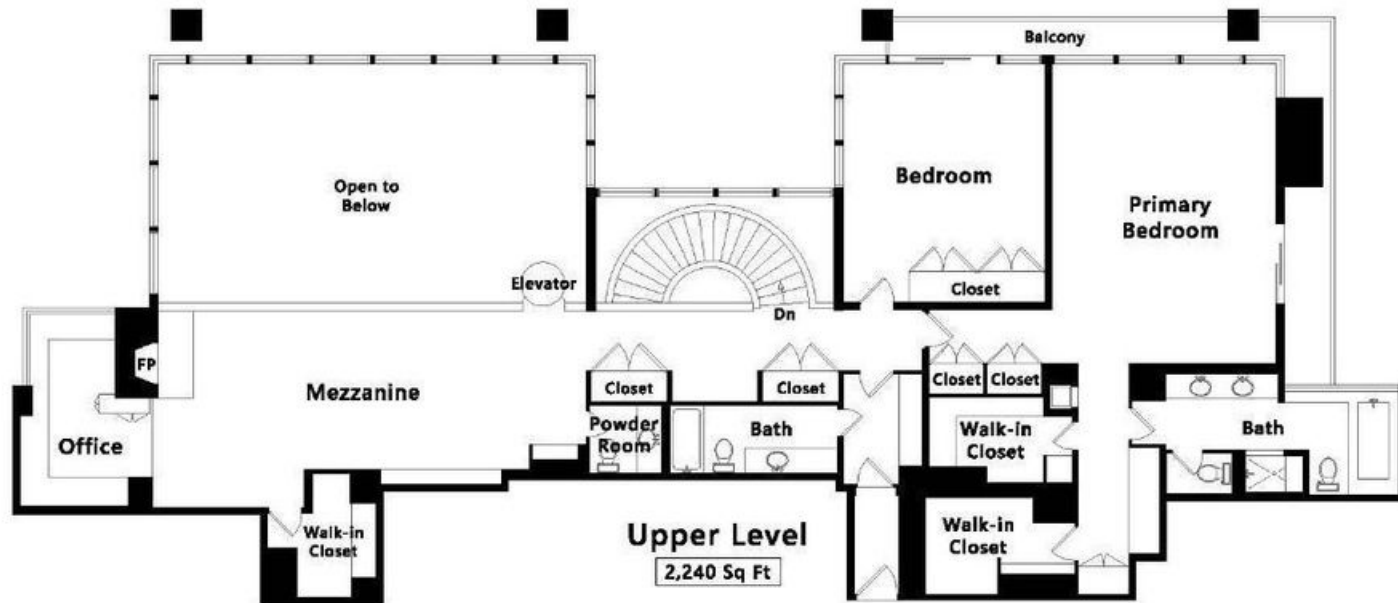 Balcony
Open to
Below
Bedroom
Primary
Bedroom
Elevator
Closet
Dn
FP
Mezzanine
Closet
Closet
Closet
Closet
Office
Powder
Room
Bath
Walk-in
Closet
Bath
Walk-in
Closet
Upper Level
2,240 Sq Ft
Walk-in
Closet